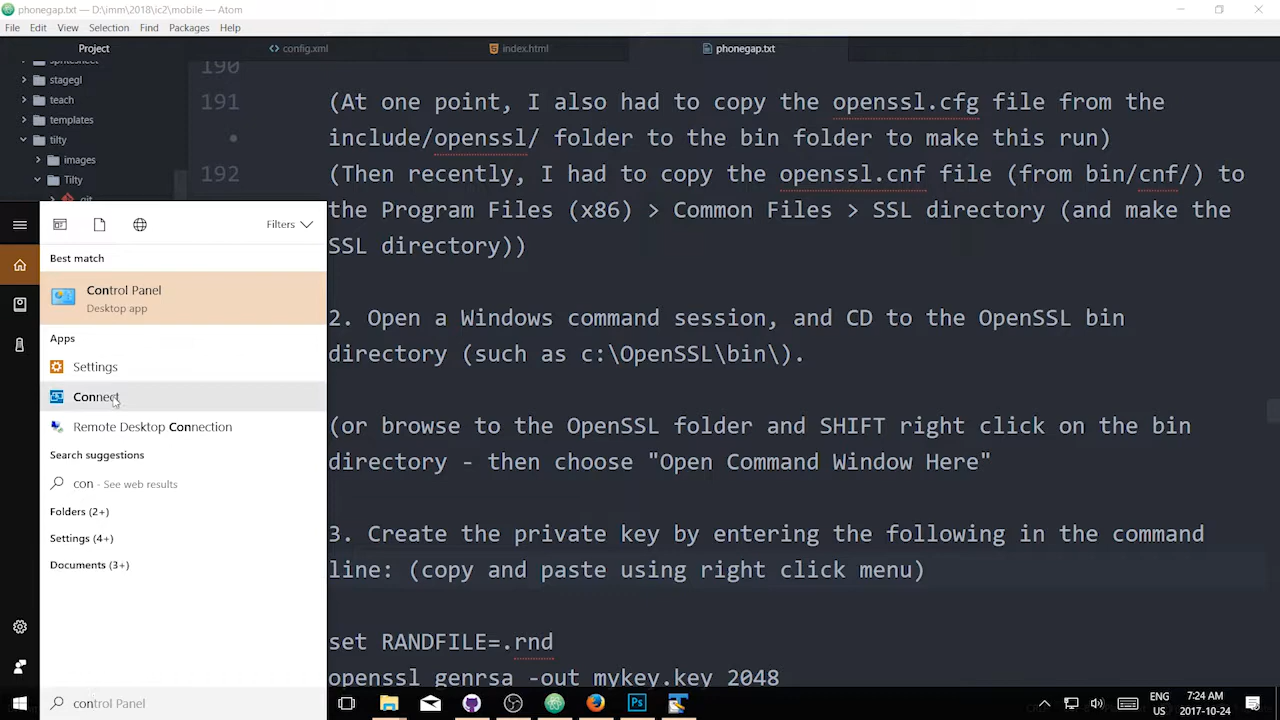 phonegap.txt — D:\imm\2018\ic2\mobile — Atom
File Edit View Selection Find Packages Help
Project
config.xml
index.html
phonegap.txt
spritesheet
stagegl
teach
templates
tilty
images
Tilty
.git
190
191 (At one point, I also had to copy the openssl.cfg file from the
include/openssl/ folder to the bin folder to make this run)
192 (Then recently, I had to copy the openssl.cnf file (from bin/cnf/) to
the Program Files (x86) > Common Files > SSL directory (and make the
SSL directory))
2. Open a Windows command session, and CD to the OpenSSL bin
directory (such as c:\OpenSSL\bin\).
(or browse to the OpenSSL folder and SHIFT right click on the bin
directory - then choose "Open Command Window Here"
3. Create the private key by entering the following in the command
line: (copy and paste using right click menu)
set RANDFILE=.rnd
openssl genrsa -out mykey.key 2048
Filters
Best match
Control Panel
Desktop app
Apps
Settings
Connect
Remote Desktop Connection
Search suggestions
con - See web results
Folders (2+)
Settings (4+)
Documents (3+)
control Panel
Ps
ENG
US
7:24 AM
2017-10-24